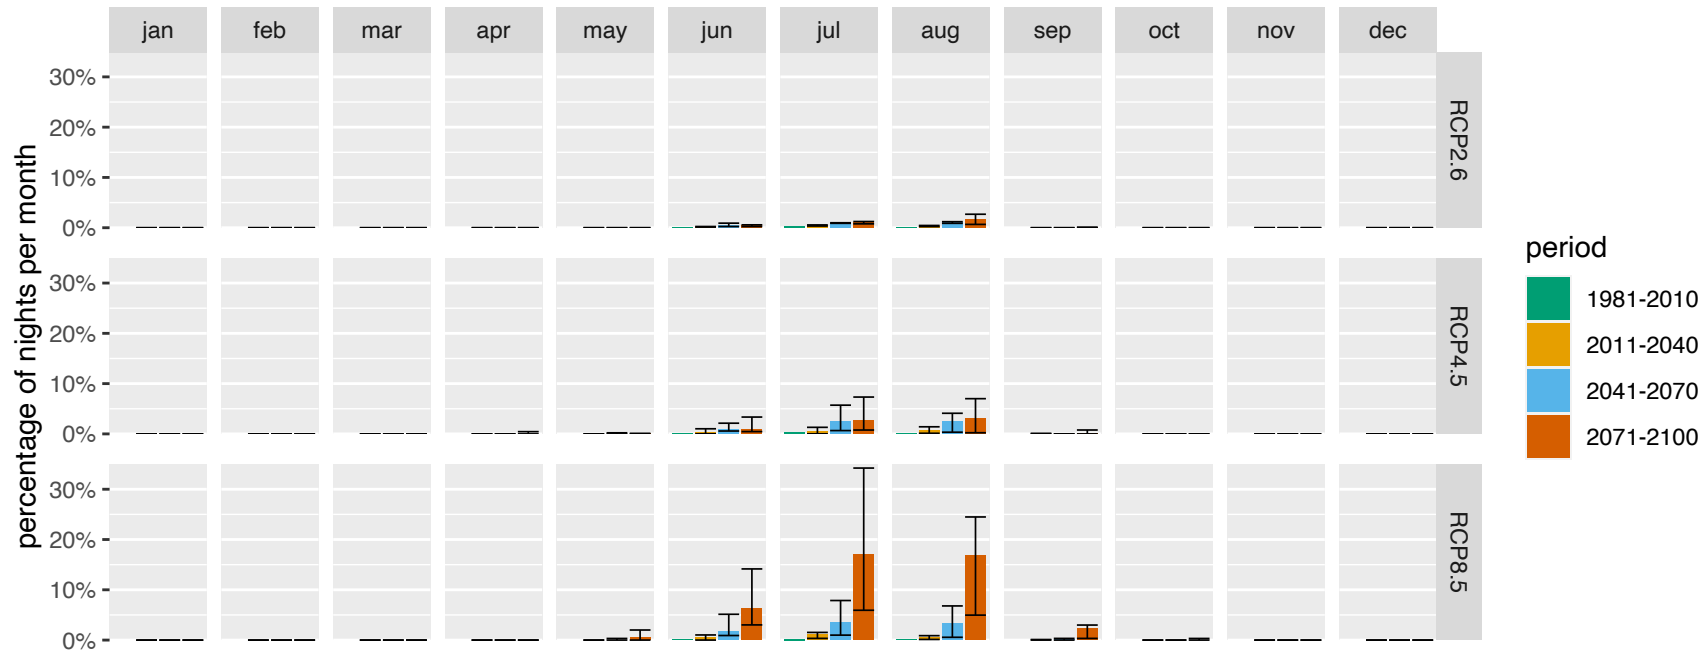 jan feb mar apr may jun jul aug sep oct nov dec
30%
20%
10%
0%
RCP2.6
30%
20%
10%
0%
RCP4.5
30%
20%
10%
0%
RCP8.5
percentage of nights per month
period
1981-2010
2011-2040
2041-2070
2071-2100